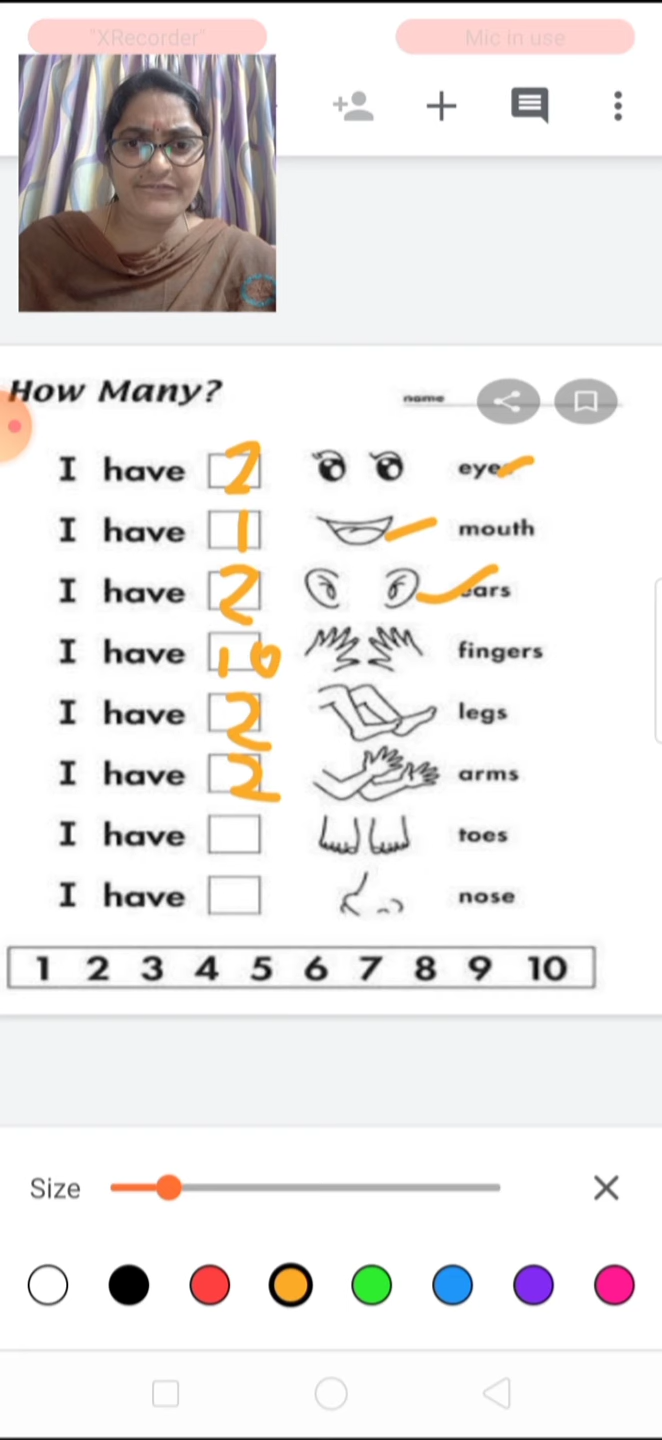 "XRecorder"
Mic in use
How Many?
name
I have 2 eyes
I have 1 mouth
I have 2 ears
I have 10 fingers
I have 2 legs
I have 2 arms
I have toes
I have nose
1 2 3 4 5 6 7 8 9 10
Size